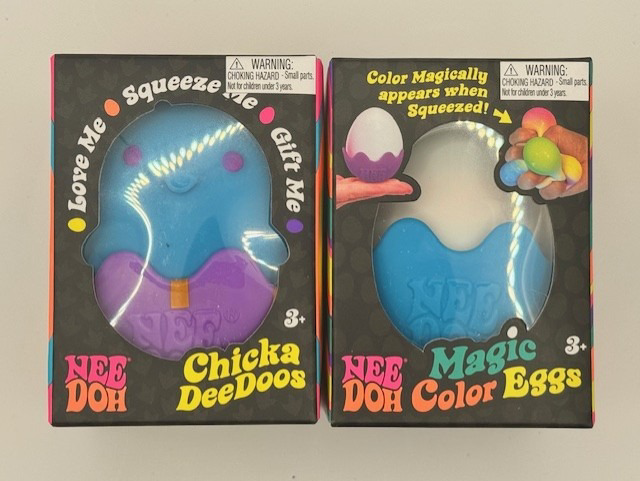 WARNING:
CHOKING HAZARD - Small parts.
Not for children under 3 years.
Love Me Squeeze Me Gift Me
NEE
3+
NEE
DOH
Chicka
DeeDoos
WARNING:
CHOKING HAZARD - Small parts.
Not for children under 3 years.
Color Magically
appears when
Squeezed!
NEE
3+
NEE
DOH
Magic
Color Eggs